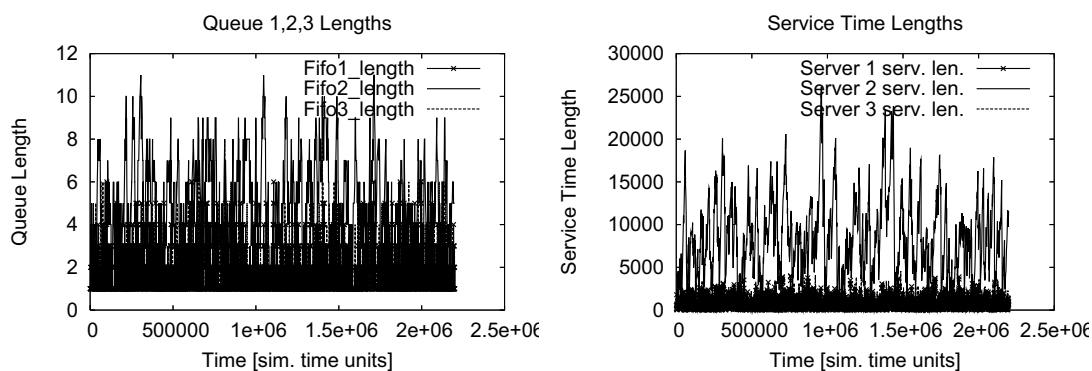 Queue 1,2,3 Lengths
12
10
8
6
4
2
0
Queue Length
Fifo1_length
Fifo2_length
Fifo3_length
0 500000 1e+06 1.5e+06 2e+06 2.5e+06
Time [sim. time units]
Service Time Lengths
30000
25000
20000
15000
10000
5000
0
Service Time Length
Server 1 serv. len.
Server 2 serv. len.
Server 3 serv. len.
0 500000 1e+06 1.5e+06 2e+06 2.5e+06
Time [sim. time units]